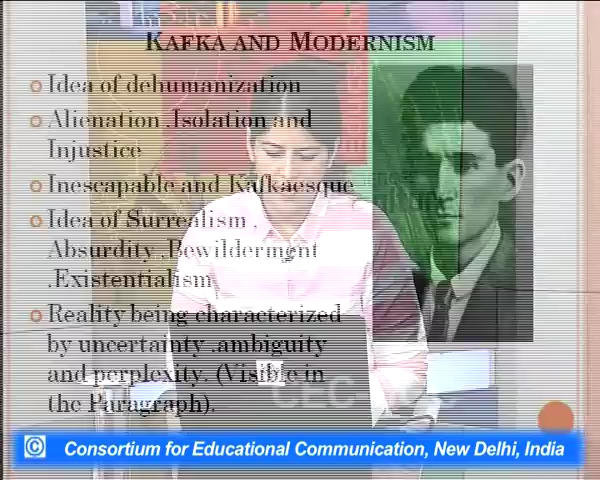 KAFKA AND MODERNISM
Idea of dehumanization
Alienation ,Isolation and
Injustice
Inescapable and Kafkaesque
Idea of Surrealism ,
Absurdity ,Bewilderment
,Existentialism
Reality being characterized
by uncertainty ,ambiguity
and perplexity. (Visible in
the Paragraph).
CEC
© Consortium for Educational Communication, New Delhi, India